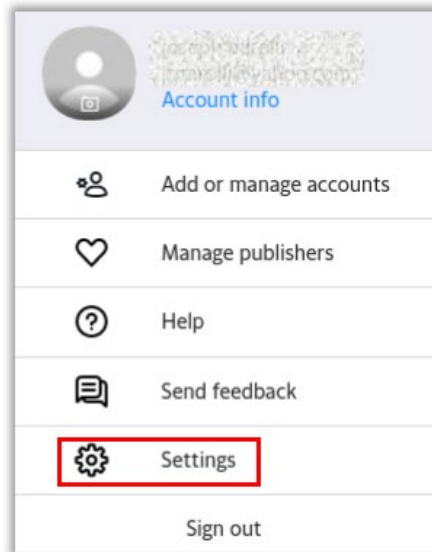 Account info
Add or manage accounts
Manage publishers
Help
Send feedback
Settings
Sign out